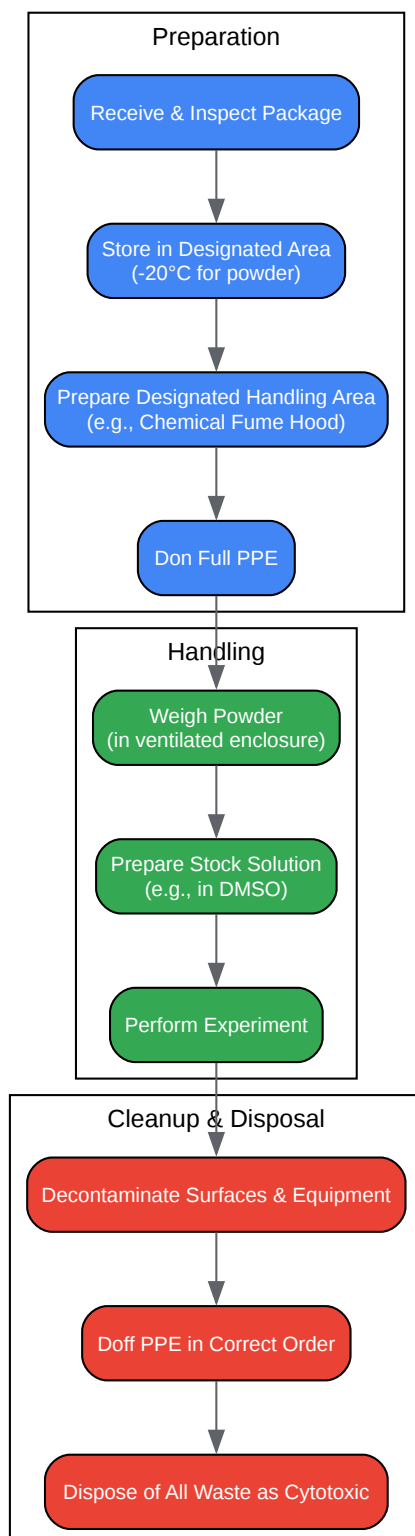 Preparation
Receive & Inspect Package
Store in Designated Area
(-20°C for powder)
Prepare Designated Handling Area
(e.g., Chemical Fume Hood)
Don Full PPE
Handling
Weigh Powder
(in ventilated enclosure)
Prepare Stock Solution
(e.g., in DMSO)
Perform Experiment
Cleanup & Disposal
Decontaminate Surfaces & Equipment
Doff PPE in Correct Order
Dispose of All Waste as Cytotoxic